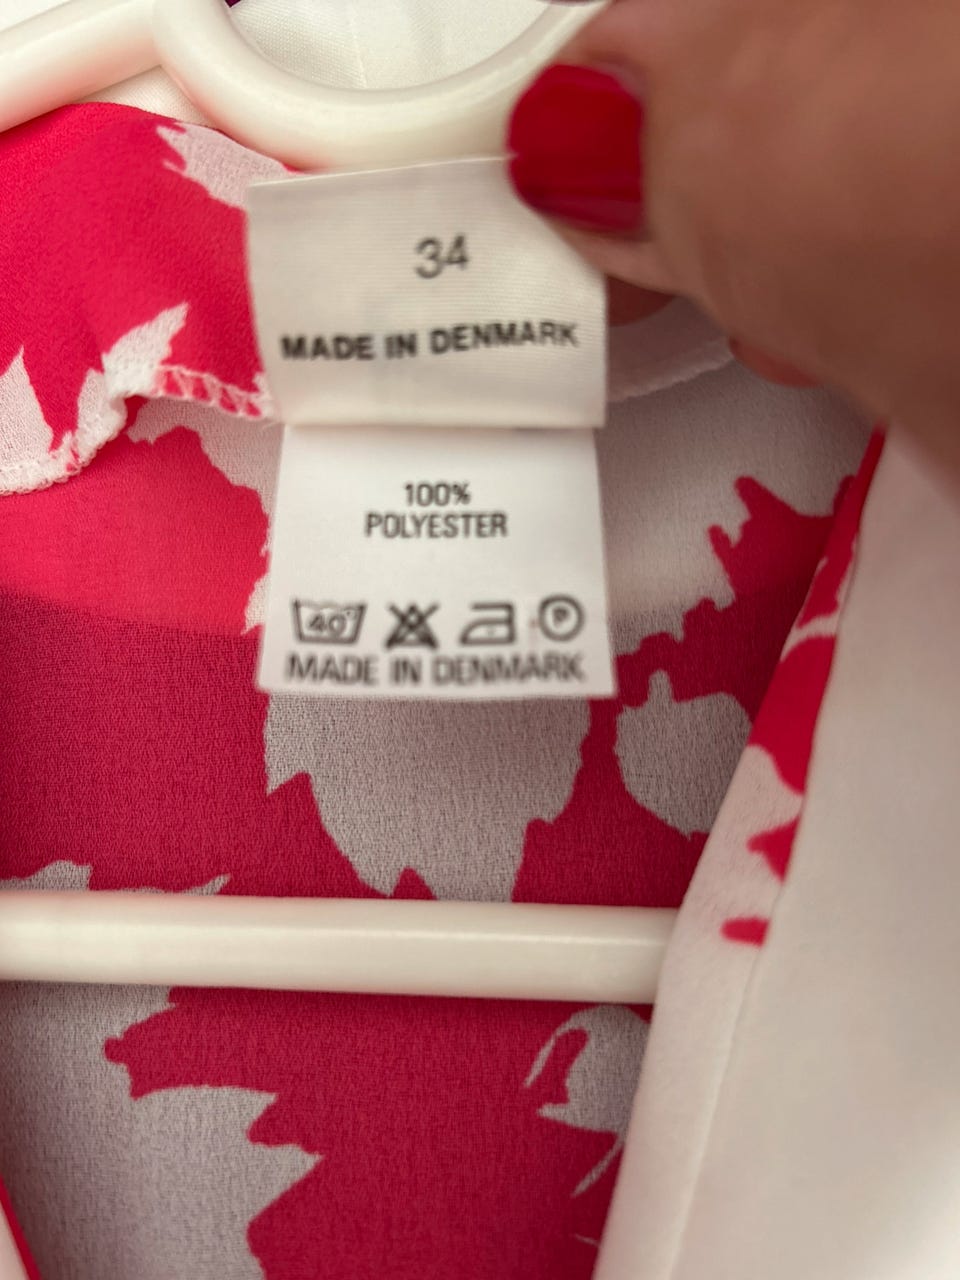 34
MADE IN DENMARK
100%
POLYESTER
40° P
MADE IN DENMARK